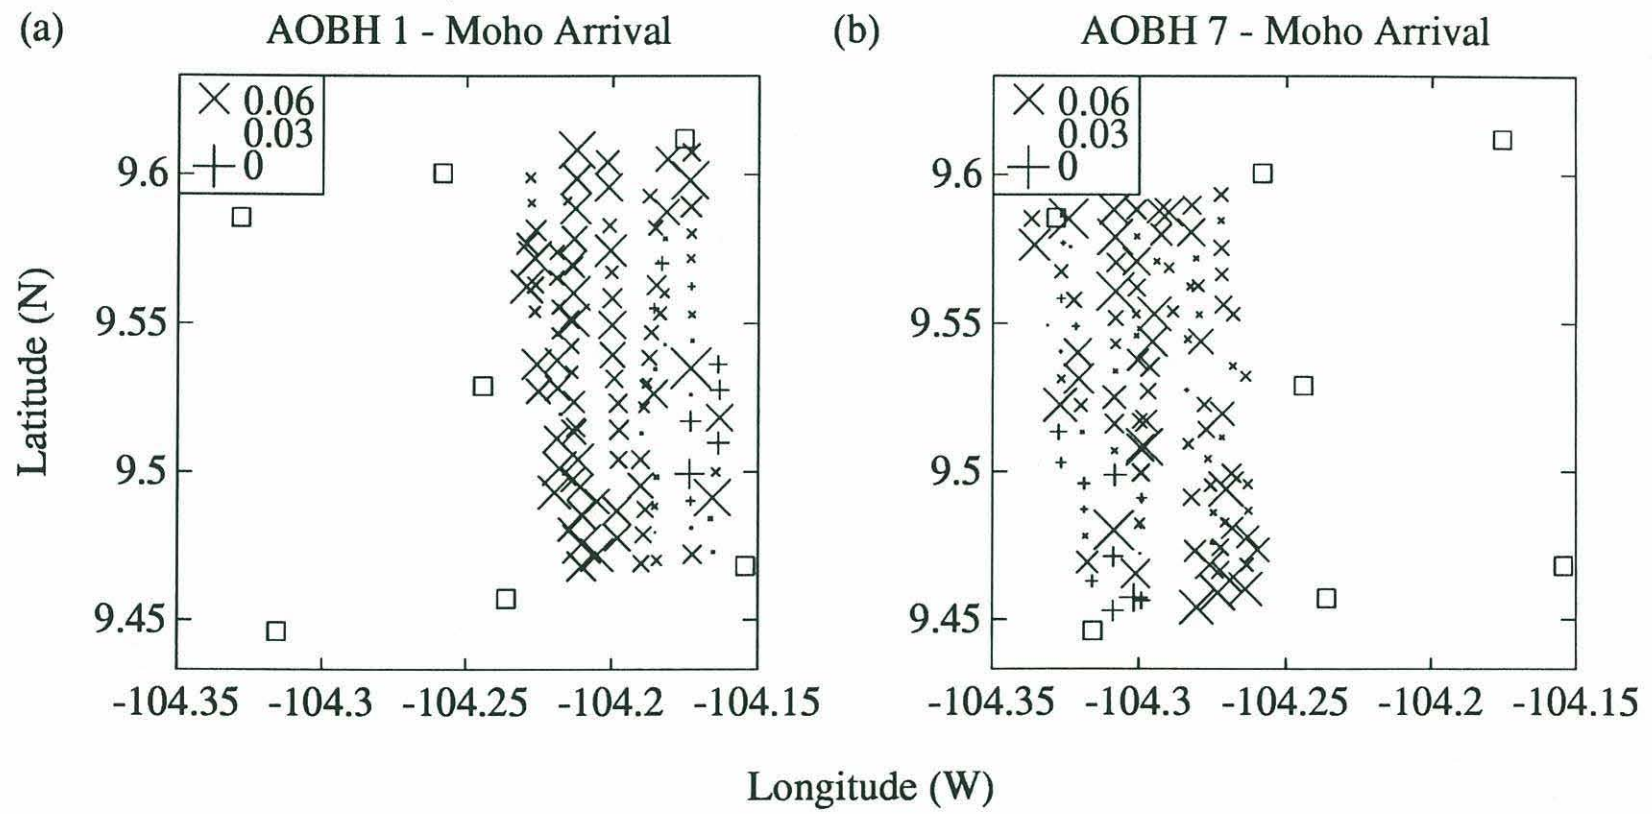 (a) AOBH 1 - Moho Arrival (b) AOBH 7 - Moho Arrival
0.06 0.06
0.03 0.03
0 0
9.6 9.6
9.55 9.55
9.5 9.5
9.45 9.45
Latitude (N)
-104.35 -104.3 -104.25 -104.2 -104.15 -104.35 -104.3 -104.25 -104.2 -104.15
Longitude (W)